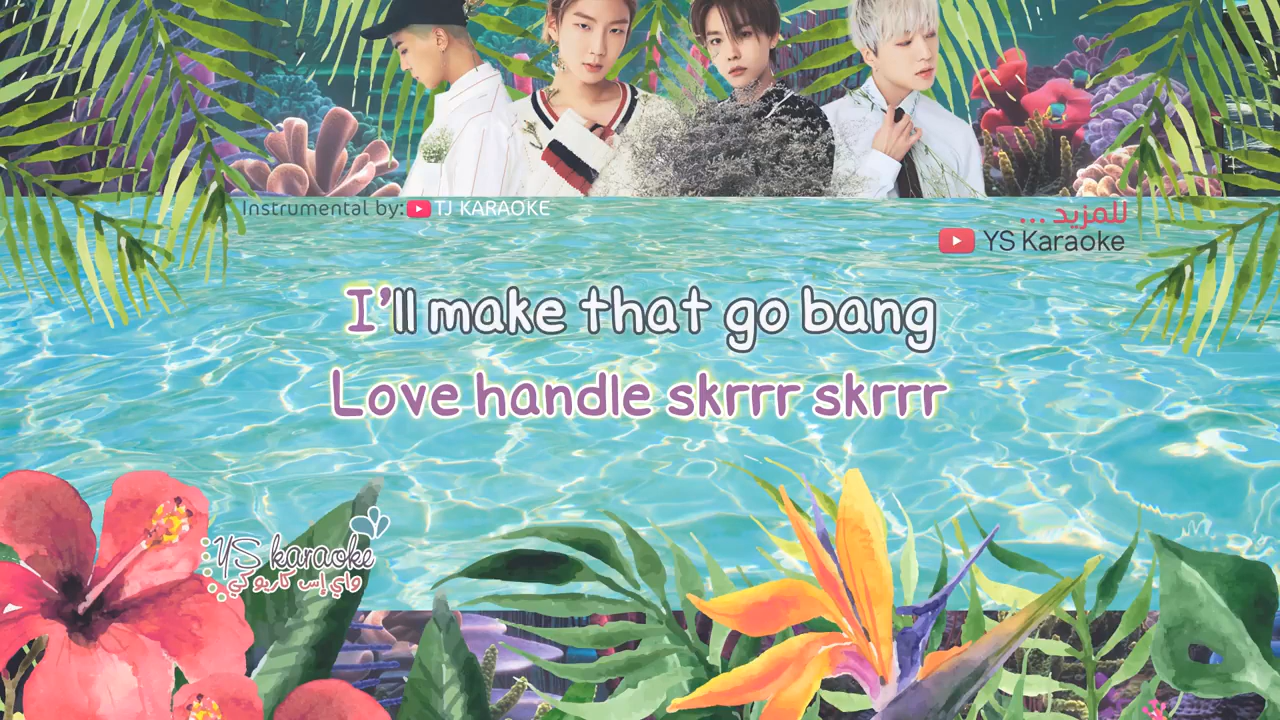 Instrumental by: TJ KARAOKE
للمزيد ...
YS Karaoke
I'll make that go bang
Love handle skrrr skrrr
YS karaoke
واي إس كاريوكي